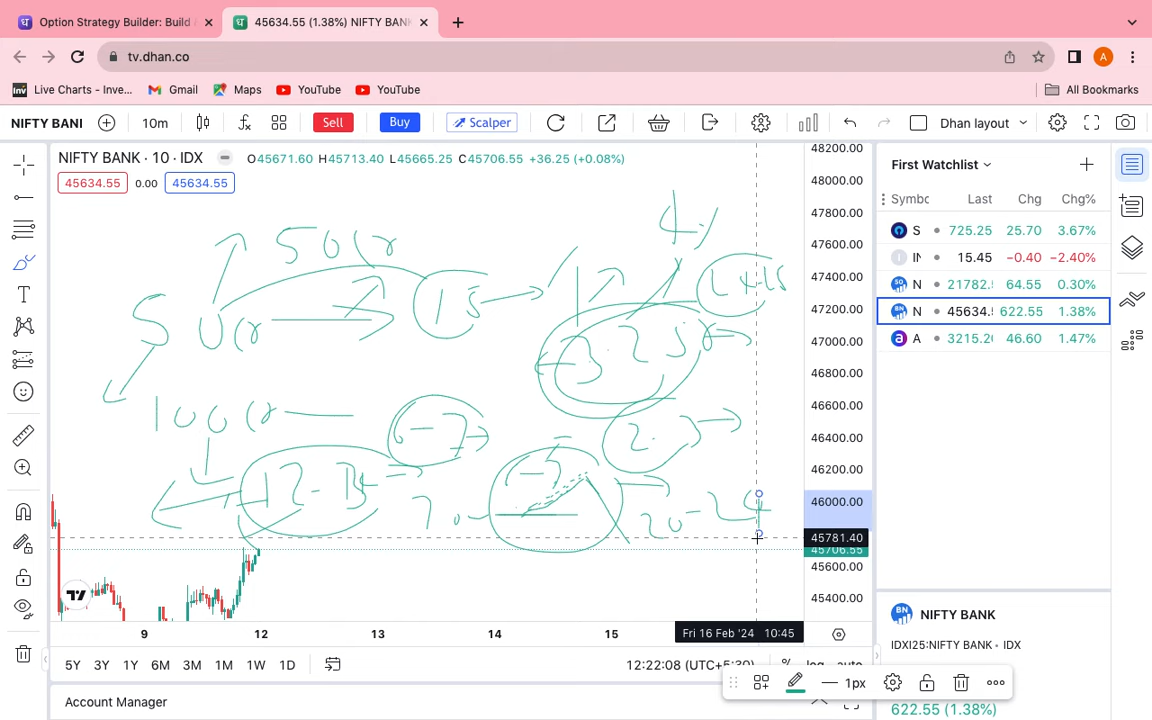 Option Strategy Builder: Build
45634.55 (1.38%) NIFTY BANK
tv.dhan.co
Live Charts - Inve...
Gmail
Maps
YouTube
YouTube
All Bookmarks
NIFTY BANI
10m
Sell
Buy
Scalper
Dhan layout
NIFTY BANK · 10 · IDX
O45671.60 H45713.40 L45665.25 C45706.55 +36.25 (+0.08%)
45634.55 0.00 45634.55
48200.00
48000.00
47800.00
47600.00
47400.00
47200.00
47000.00
46800.00
46600.00
46400.00
46200.00
46000.00
45781.40
45706.55
45600.00
45400.00
50Cr
50Cr
15
100Cr
9 12 13 14 15
Fri 16 Feb '24 10:45
5Y 3Y 1Y 6M 3M 1M 1W 1D
12:22:08 (UTC+5:30) % log auto
Account Manager
First Watchlist
Symbc Last Chg Chg%
S 725.25 25.70 3.67%
15.45 −0.40 −2.40%
N 21782. 64.55 0.30%
N 45634. 622.55 1.38%
A 3215.20 46.60 1.47%
NIFTY BANK
IDXI25:NIFTY BANK · IDX
1px
622.55 (1.38%)
A